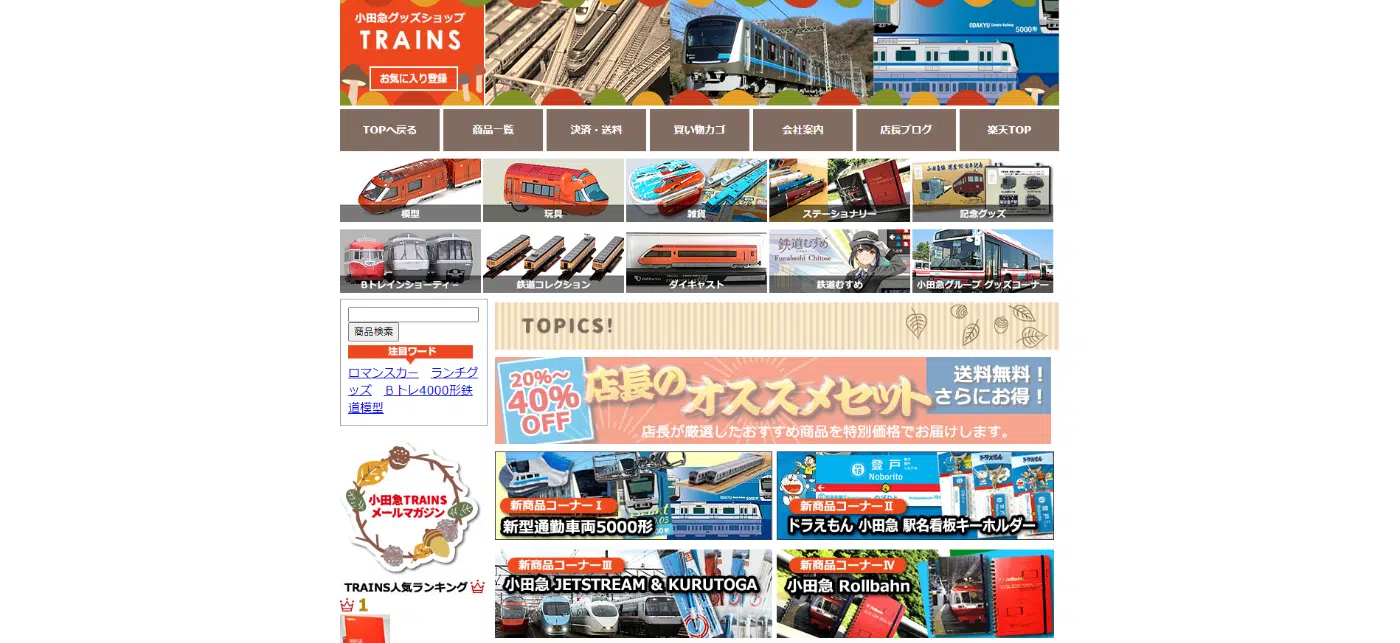 小田急グッズショップ
TRAINS
お気に入り登録
ODAKYU
5000形
TOPへ戻る
商品一覧
決済・送料
買い物カゴ
会社案内
店長ブログ
楽天TOP
模型
玩具
雑貨
ステーショナリー
記念グッズ
Bトレインショーティー
鉄道コレクション
ダイキャスト
鉄道むすめ
Funabashi Chitose
鉄道むすめ
小田急グループ グッズコーナー
商品検索
注目ワード
ロマンスカー ランチグ
ッズ Bトレ4000形鉄
道模型
TOPICS!
20%～
40%
OFF
店長のオススメセット
送料無料！
さらにお得！
店長が厳選したおすすめ商品を特別価格でお届けします。
新商品コーナーⅠ
新型通勤車両5000形
登戸
Noborito
ドラえもん
新商品コーナーⅡ
ドラえもん 小田急 駅名看板キーホルダー
小田急TRAINS
メールマガジン
新商品コーナーⅢ
小田急 JETSTREAM & KURUTOGA
新商品コーナーⅣ
小田急 Rollbahn
TRAINS人気ランキング
1